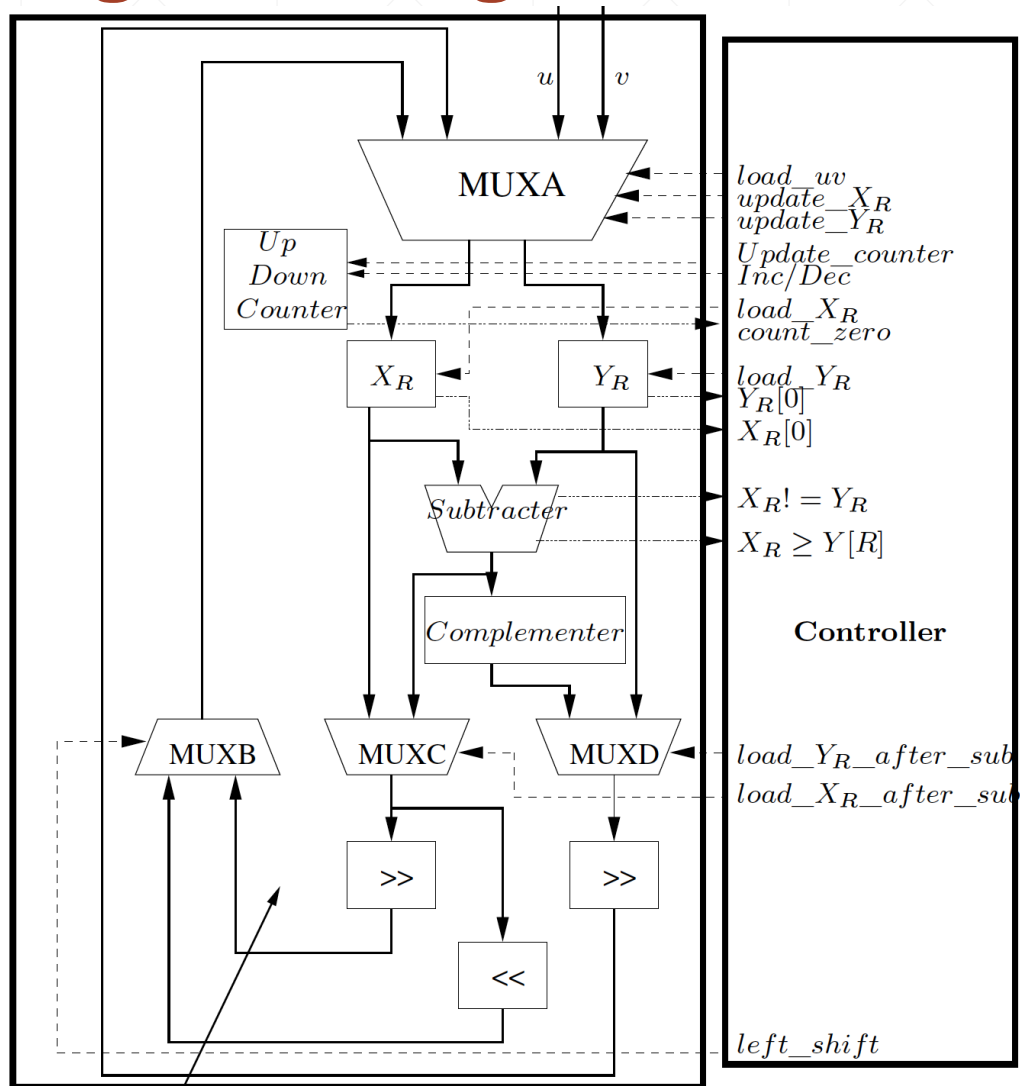 u v
MUXA
load_uv
update_X_R
update_Y_R
Up
Down
Counter
Update_counter
Inc/Dec
load_X_R
count_zero
X_R
Y_R
load_Y_R
Y_R[0]
X_R[0]
Subtracter
X_R! = Y_R
X_R ≥ Y[R]
Complementer
Controller
MUXB
MUXC
MUXD
load_Y_R_after_sub
load_X_R_after_sub
>>
>>
<<
left_shift